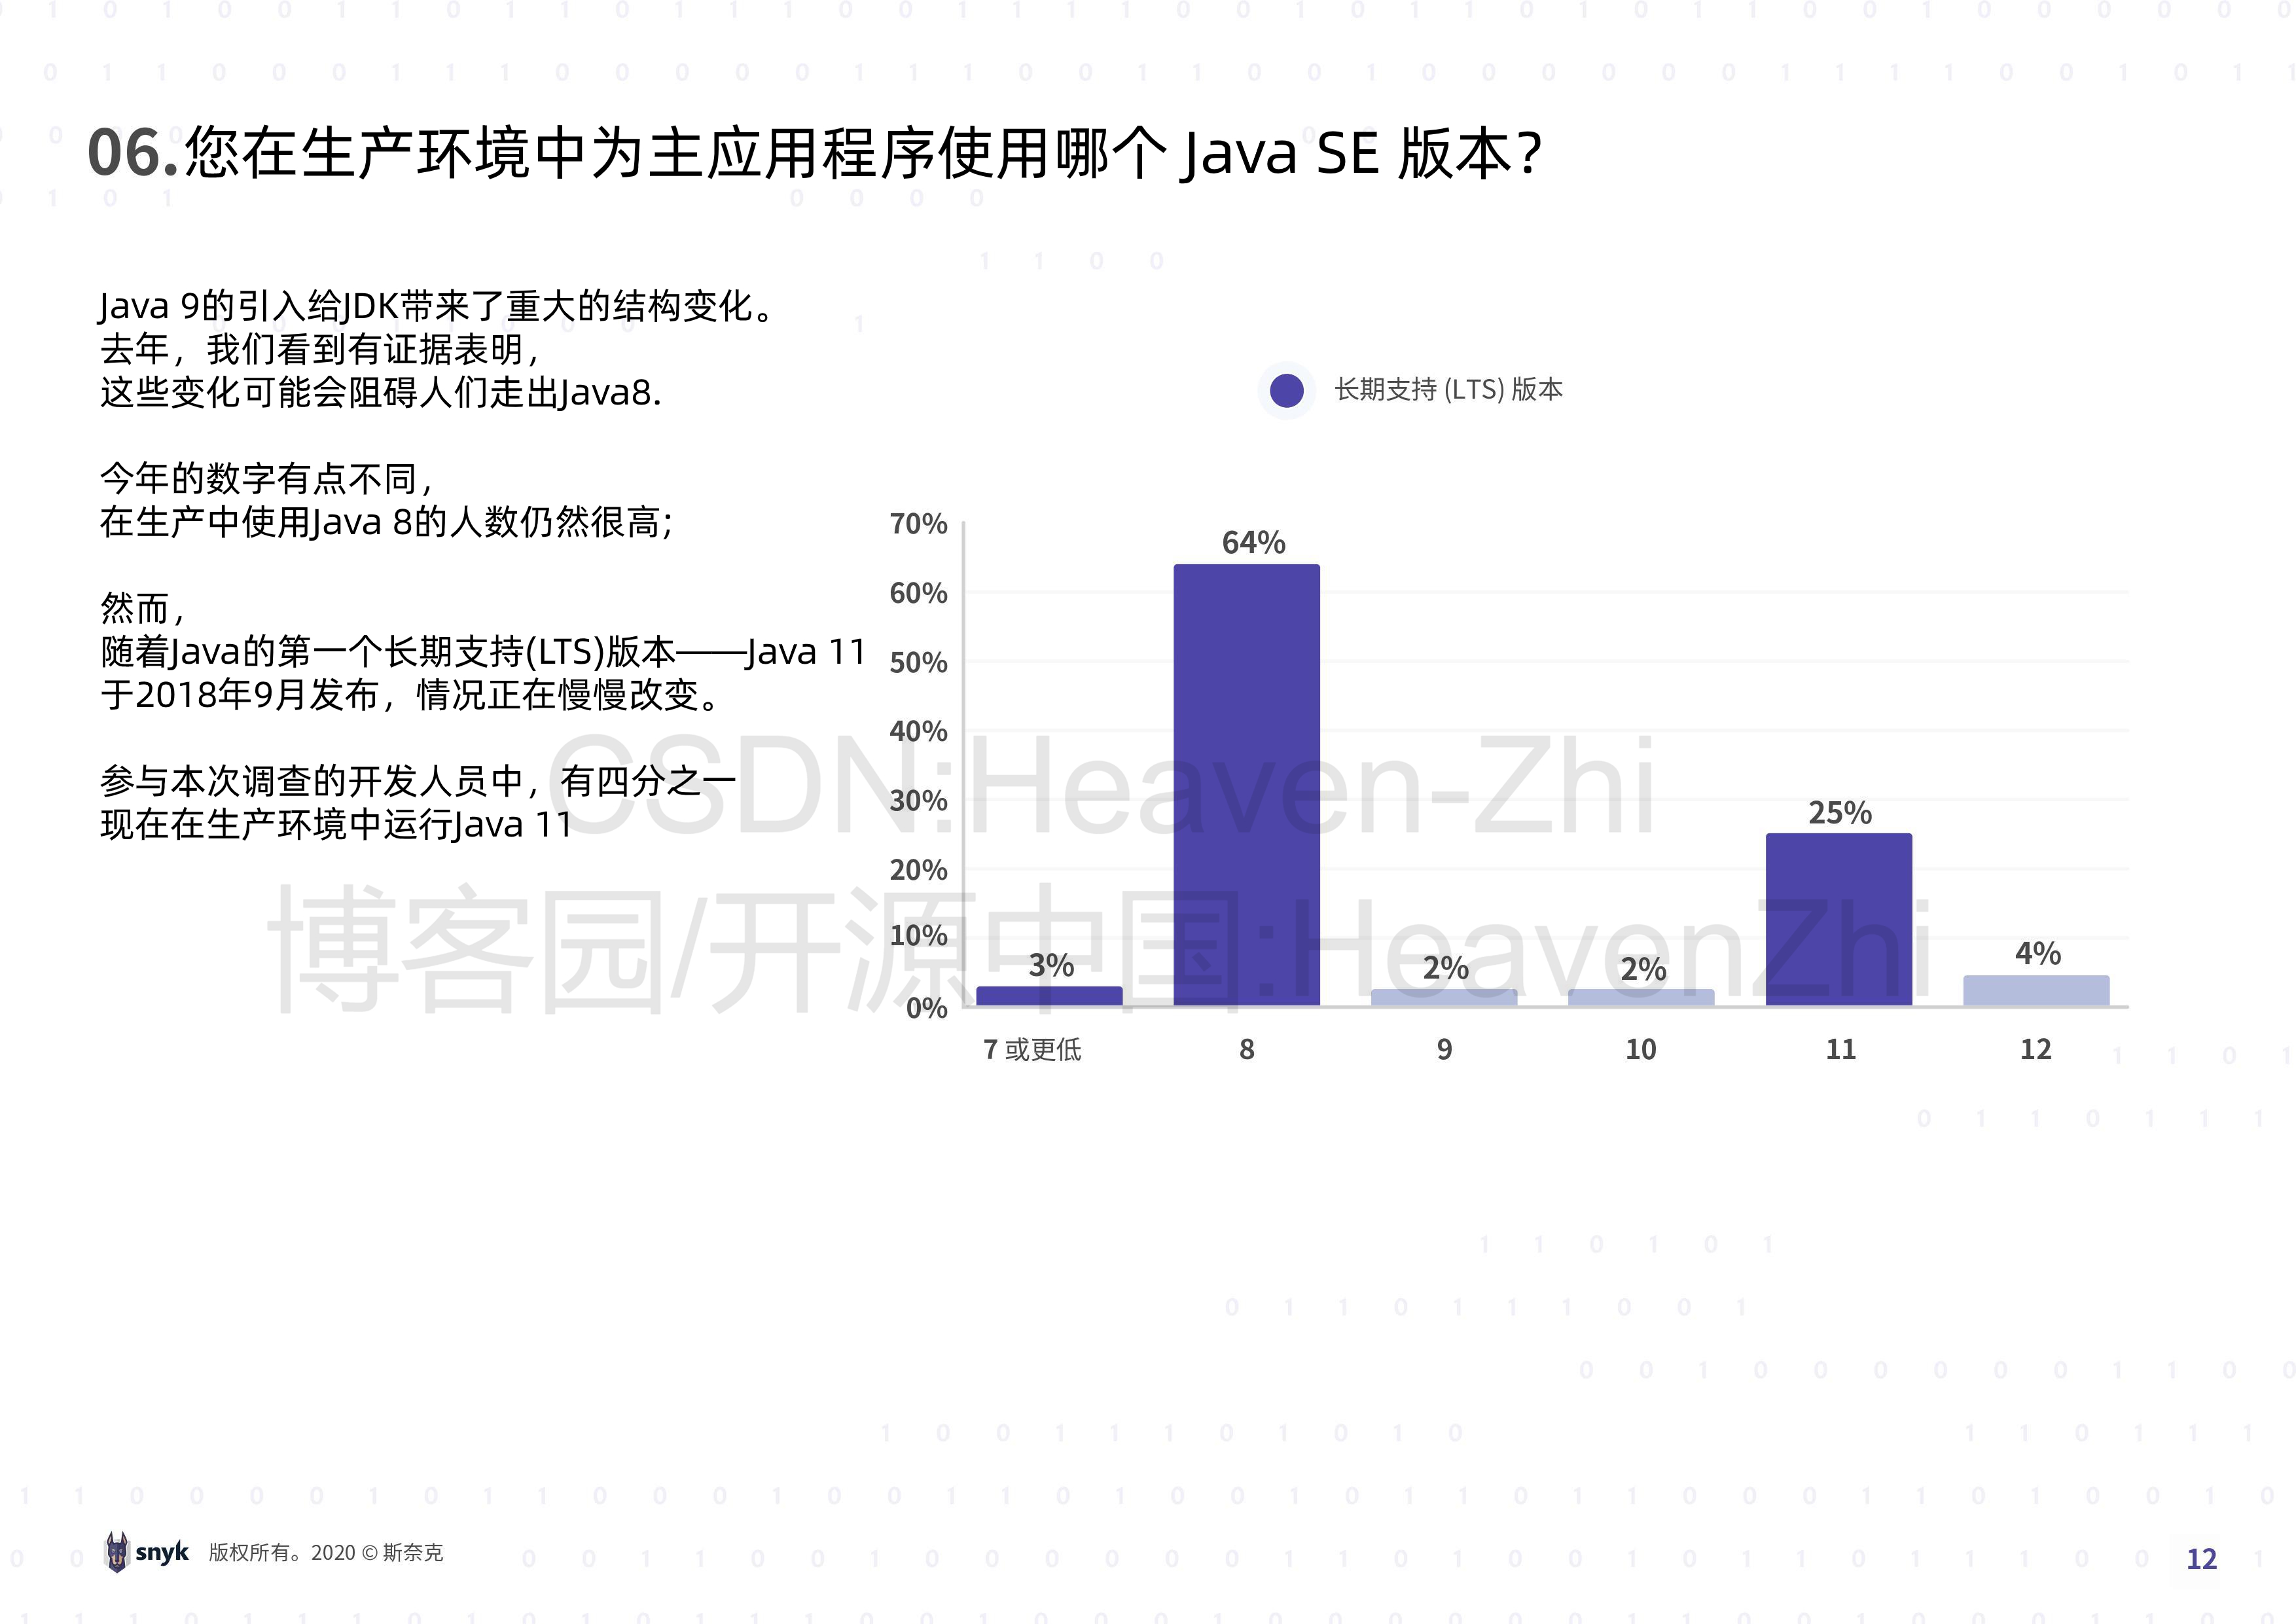 06.您在生产环境中为主应用程序使用哪个 Java SE 版本？
Java 9的引入给JDK带来了重大的结构变化。
去年，我们看到有证据表明，
这些变化可能会阻碍人们走出Java8.
今年的数字有点不同，
在生产中使用Java 8的人数仍然很高；
然而，
随着Java的第一个长期支持(LTS)版本——Java 11
于2018年9月发布，情况正在慢慢改变。
参与本次调查的开发人员中，有四分之一
现在在生产环境中运行Java 11
长期支持 (LTS) 版本
70%
60%
50%
40%
30%
20%
10%
0%
3%
64%
2%
2%
25%
4%
7 或更低
8
9
10
11
12
CSDN:Heaven-Zhi
博客园/开源中国:HeavenZhi
snyk 版权所有。2020 © 斯奈克
12